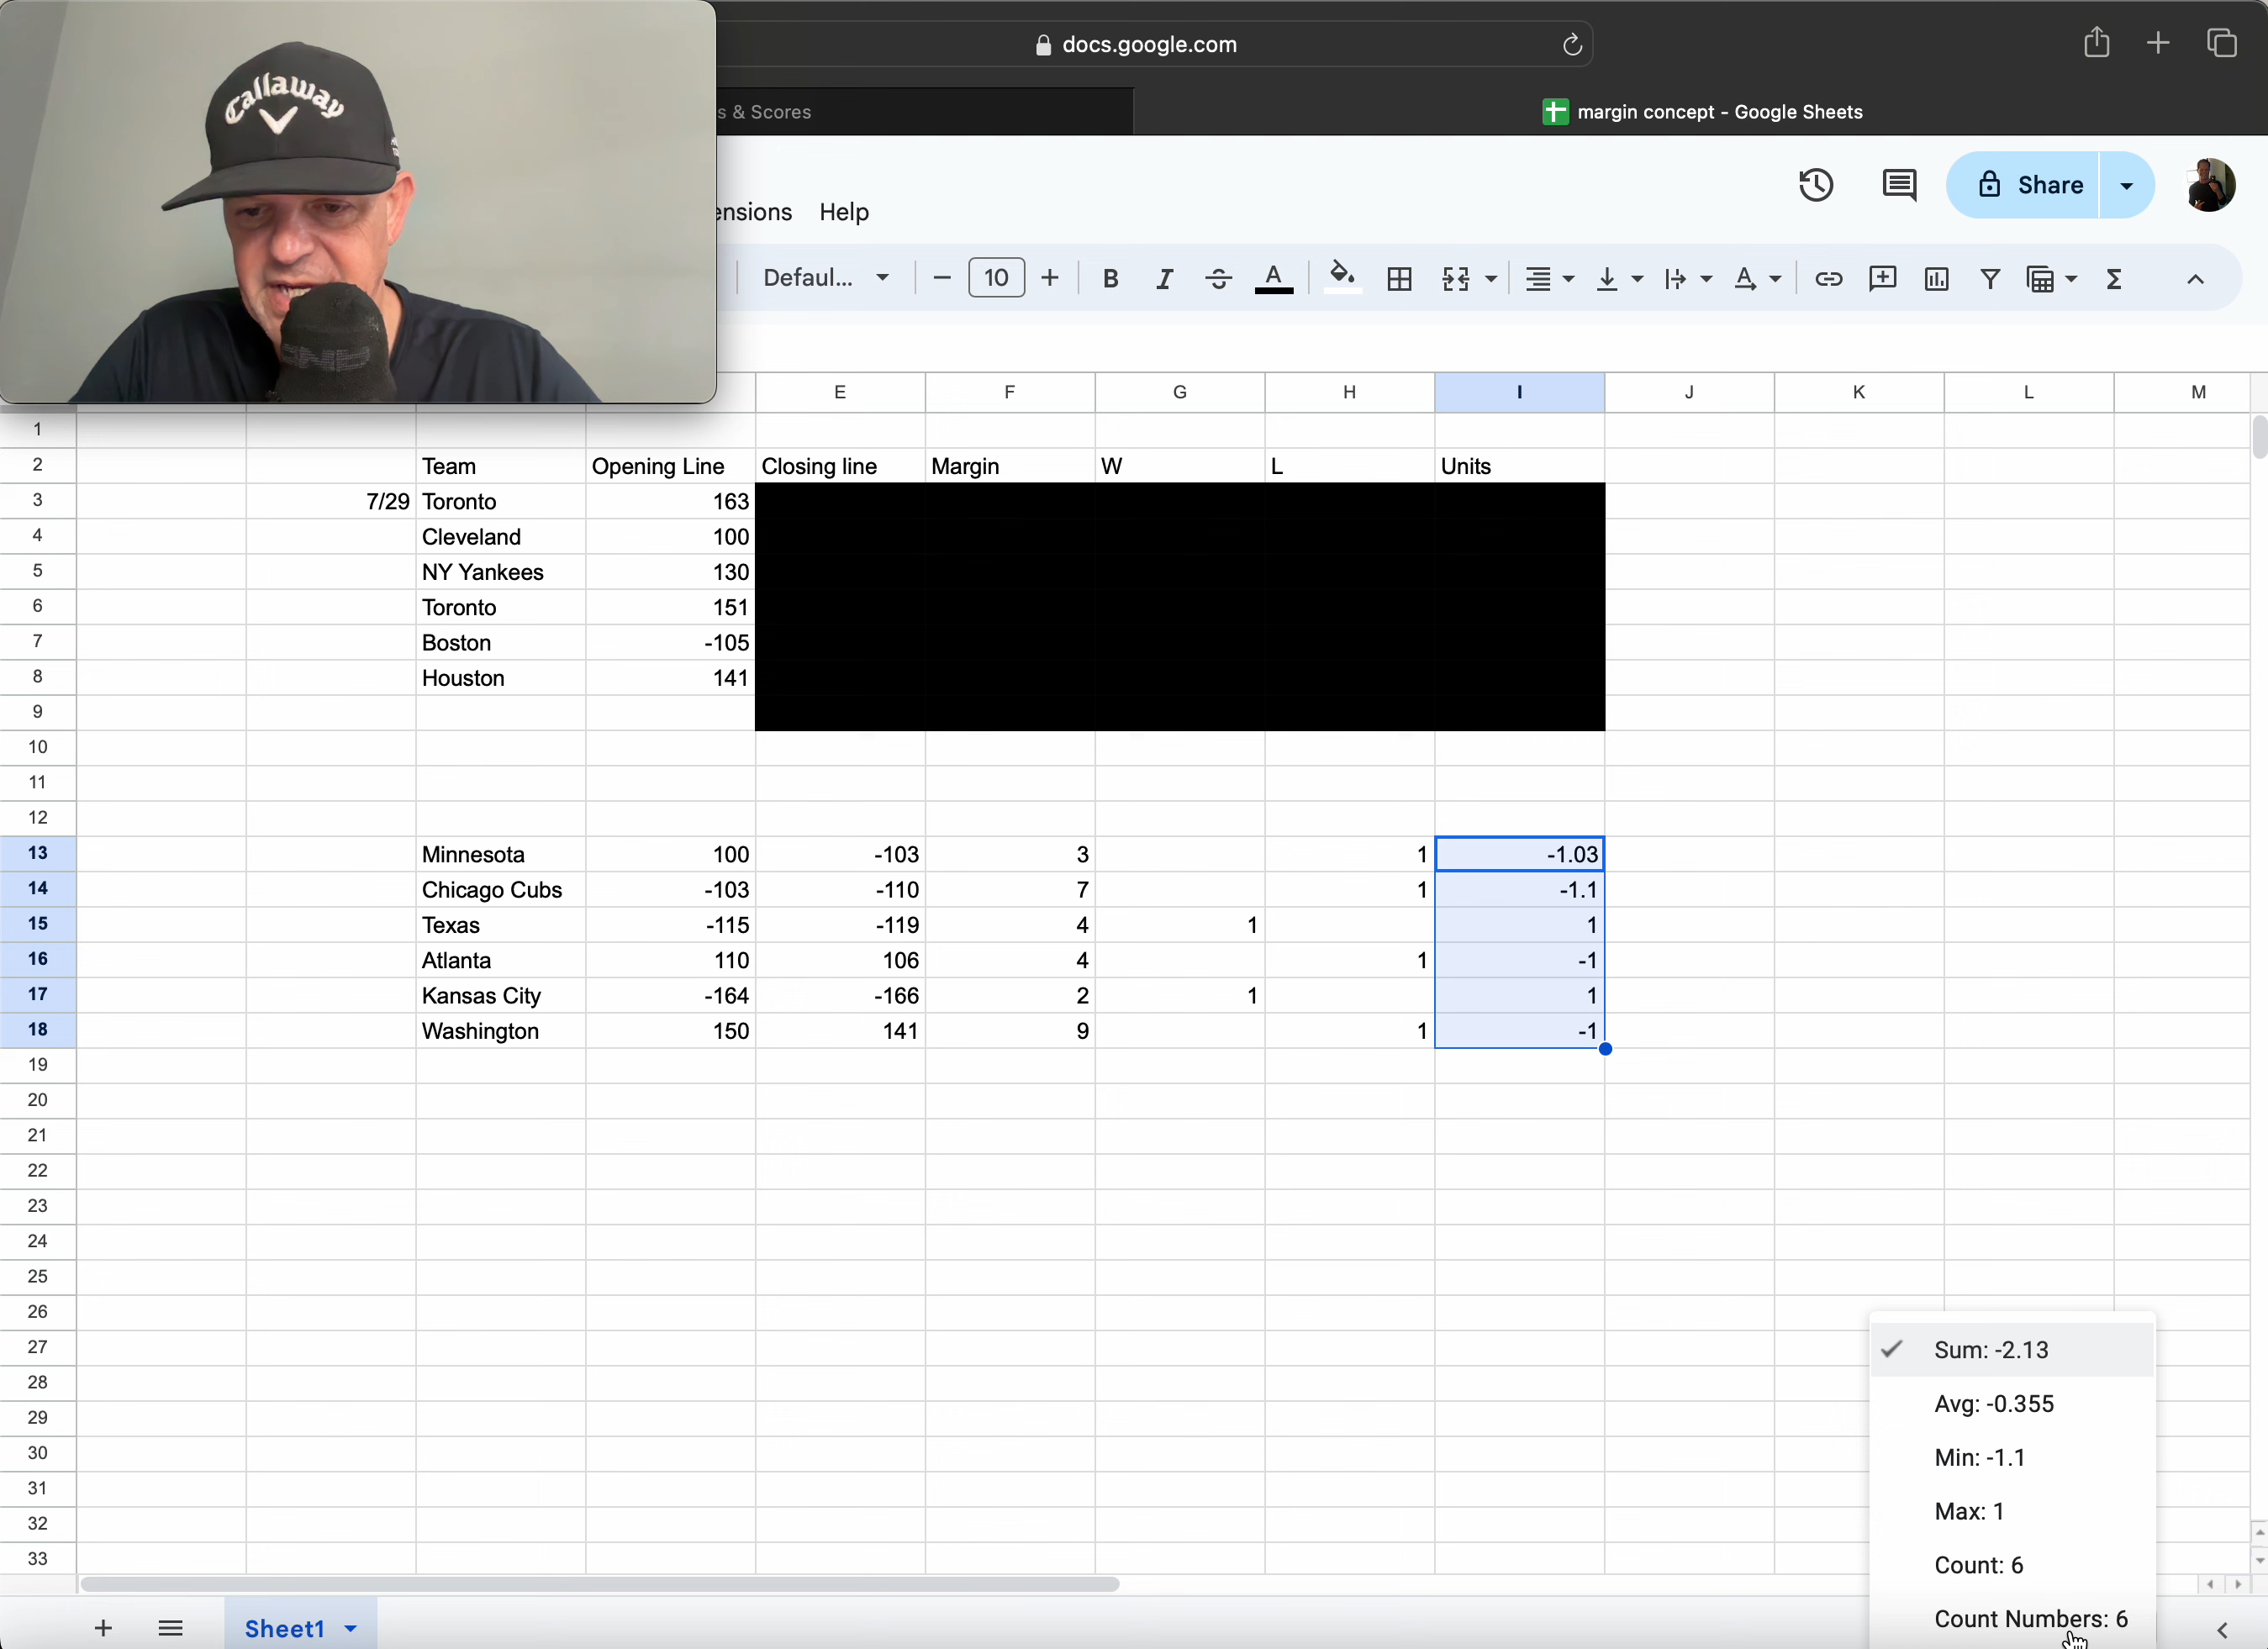 Callaway
docs.google.com
s & Scores
margin concept - Google Sheets
ensions Help
Share
Defaul... 10
E F G H I J K L M
1
2 Team Opening Line Closing line Margin W L Units
3 7/29 Toronto 163
4 Cleveland 100
5 NY Yankees 130
6 Toronto 151
7 Boston -105
8 Houston 141
9
10
11
12
13 Minnesota 100 -103 3 1 -1.03
14 Chicago Cubs -103 -110 7 1 -1.1
15 Texas -115 -119 4 1 1
16 Atlanta 110 106 4 1 -1
17 Kansas City -164 -166 2 1 1
18 Washington 150 141 9 1 -1
19
20
21
22
23
24
25
26
27
28
29
30
31
32
33
Sum: -2.13
Avg: -0.355
Min: -1.1
Max: 1
Count: 6
Count Numbers: 6
Sheet1